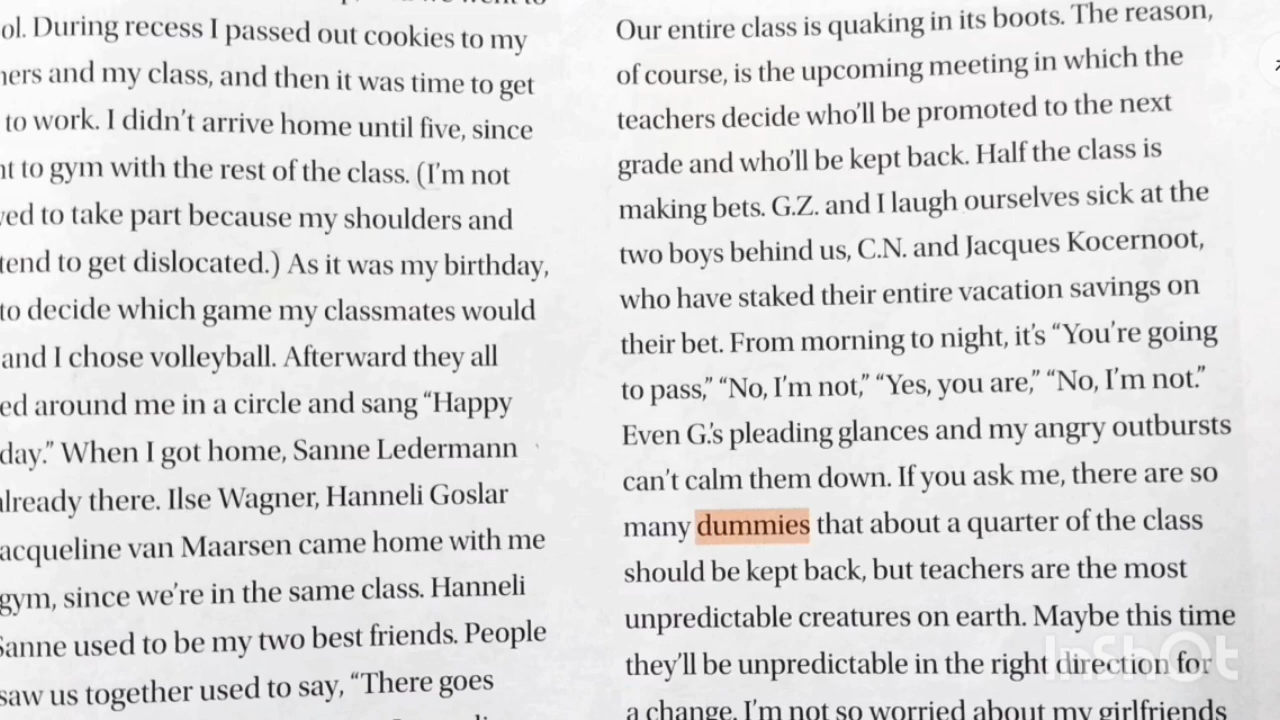 ol. During recess I passed out cookies to my
ners and my class, and then it was time to get
to work. I didn't arrive home until five, since
nt to gym with the rest of the class. (I'm not
ved to take part because my shoulders and
tend to get dislocated.) As it was my birthday,
to decide which game my classmates would
and I chose volleyball. Afterward they all
ed around me in a circle and sang “Happy
day.” When I got home, Sanne Ledermann
already there. Ilse Wagner, Hanneli Goslar
acqueline van Maarsen came home with me
gym, since we're in the same class. Hanneli
Sanne used to be my two best friends. People
saw us together used to say, “There goes
Our entire class is quaking in its boots. The reason,
of course, is the upcoming meeting in which the
teachers decide who'll be promoted to the next
grade and who'll be kept back. Half the class is
making bets. G.Z. and I laugh ourselves sick at the
two boys behind us, C.N. and Jacques Kocernoot,
who have staked their entire vacation savings on
their bet. From morning to night, it's “You're going
to pass,” “No, I'm not,” “Yes, you are,” “No, I'm not.”
Even G.'s pleading glances and my angry outbursts
can't calm them down. If you ask me, there are so
many dummies that about a quarter of the class
should be kept back, but teachers are the most
unpredictable creatures on earth. Maybe this time
they'll be unpredictable in the right direction for
a change. I'm not so worried about my girlfriends
InShOt